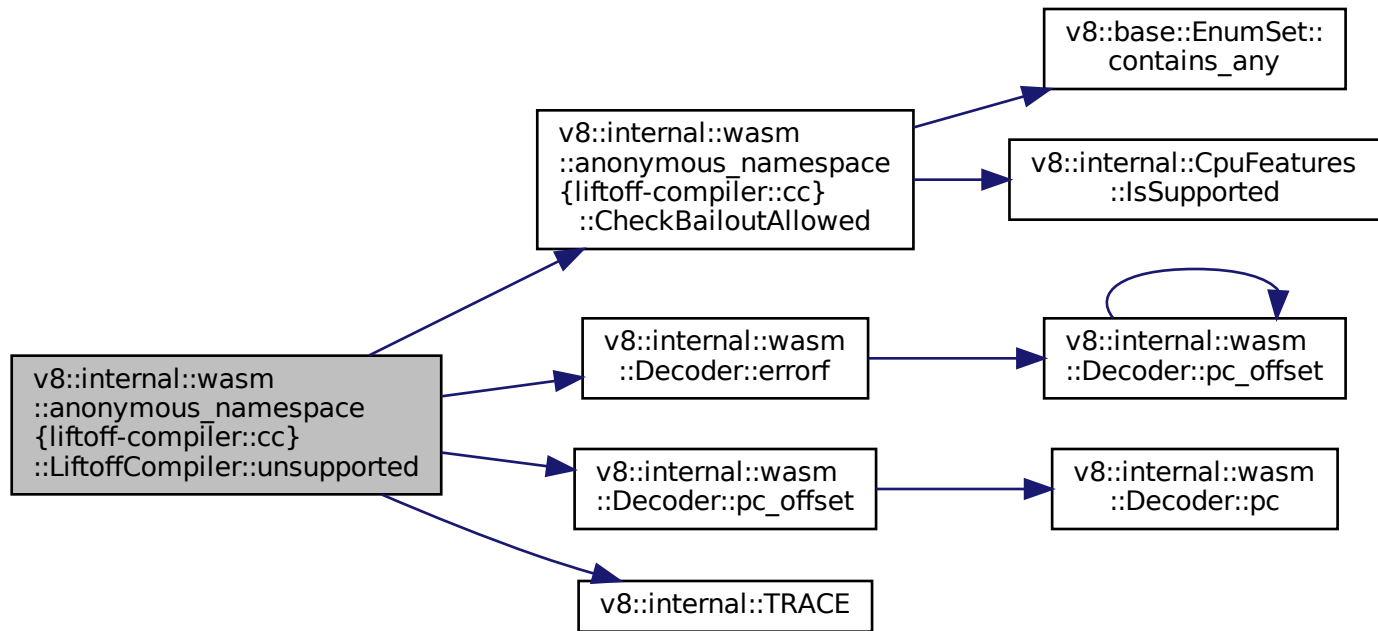 v8::base::EnumSet::
contains_any
v8::internal::wasm
::anonymous_namespace
{liftoff-compiler::cc}
::CheckBailoutAllowed
v8::internal::CpuFeatures
::IsSupported
v8::internal::wasm
::Decoder::errorf
v8::internal::wasm
::Decoder::pc_offset
v8::internal::wasm
::anonymous_namespace
{liftoff-compiler::cc}
::LiftoffCompiler::unsupported
v8::internal::wasm
::Decoder::pc_offset
v8::internal::wasm
::Decoder::pc
v8::internal::TRACE